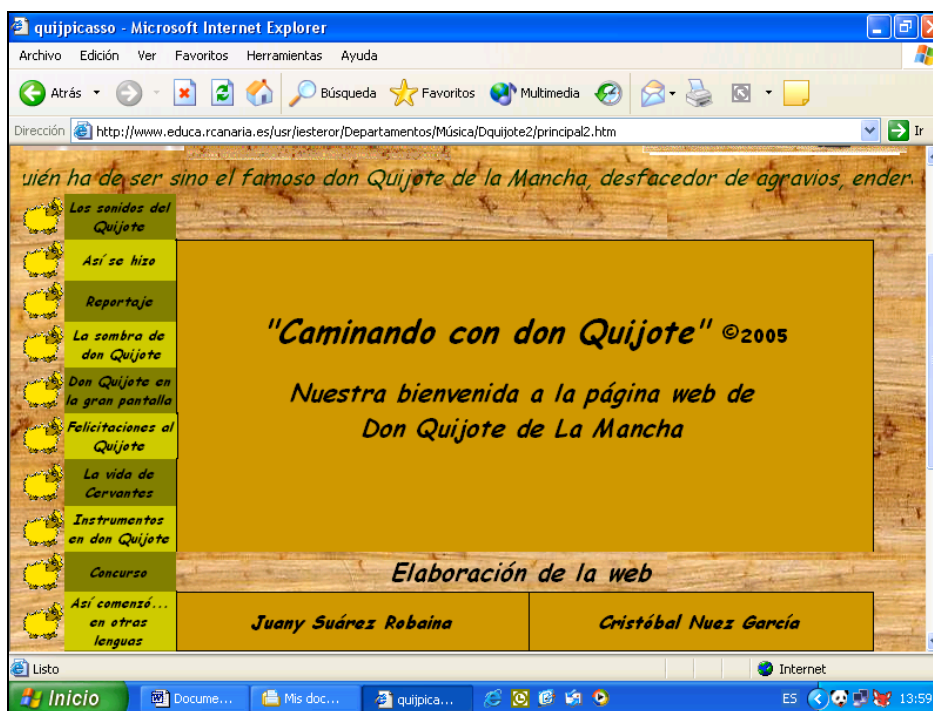 quijpicasso - Microsoft Internet Explorer
Archivo Edición Ver Favoritos Herramientas Ayuda
Atrás Búsqueda Favoritos Multimedia
Dirección http://www.educa.rcanaria.es/usr/iesteror/Departamentos/Música/Dquijote2/principal2.htm Ir
uién ha de ser sino el famoso don Quijote de la Mancha, desfacedor de agravios, ender
Los sonidos del
Quijote
Así se hizo
Reportaje
La sombra de
don Quijote
Don Quijote en
la gran pantalla
Felicitaciones al
Quijote
La vida de
Cervantes
Instrumentos
en don Quijote
Concurso
Así comenzó...
en otras
lenguas
"Caminando con don Quijote" ©2005
Nuestra bienvenida a la página web de
Don Quijote de La Mancha
Elaboración de la web
Juany Suárez Robaina Cristóbal Nuez García
Listo Internet
Inicio Docume... Mis doc... quijpica... ES 13:59